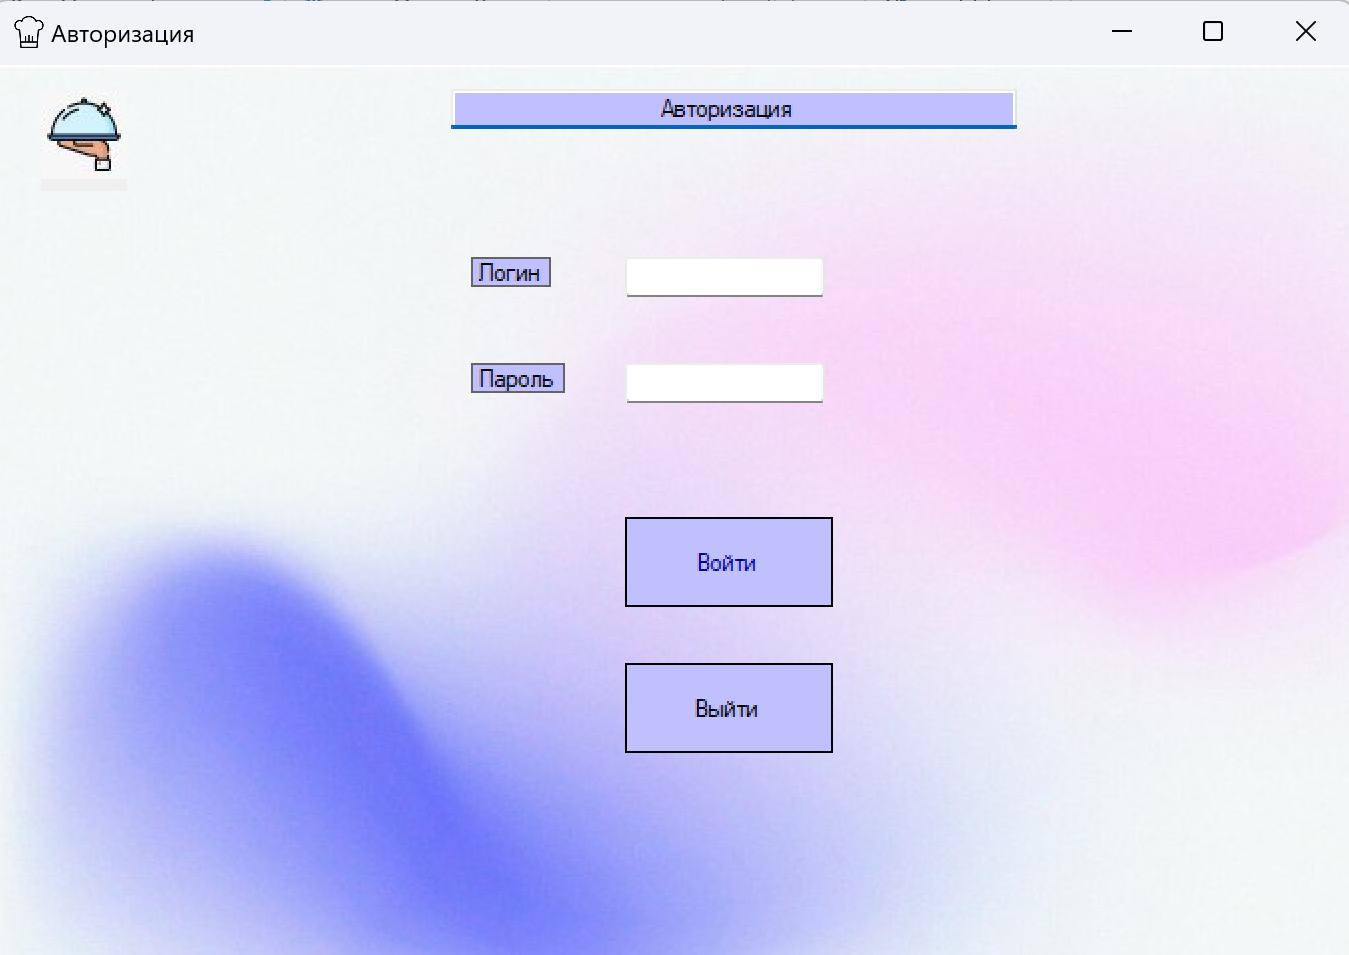 Авторизация
Авторизация
Логин
Пароль
Войти
Выйти